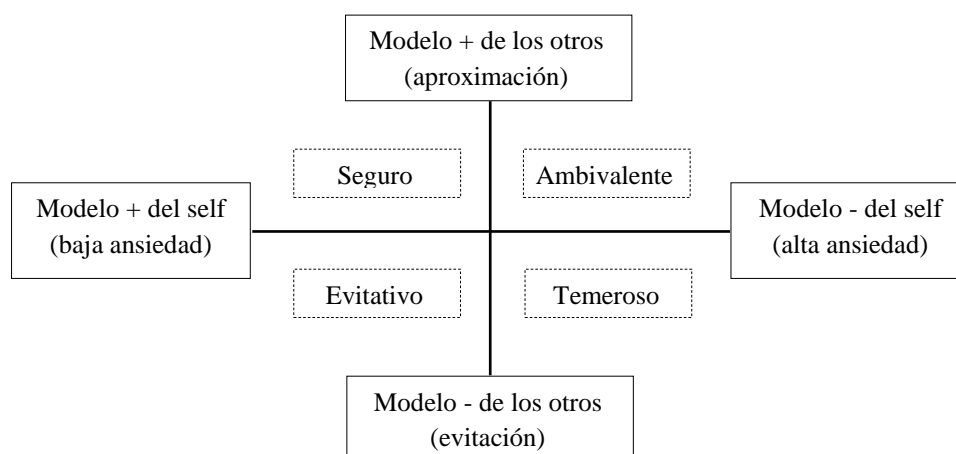 Modelo + de los otros
(aproximación)
Seguro
Ambivalente
Modelo + del self
(baja ansiedad)
Modelo - del self
(alta ansiedad)
Evitativo
Temeroso
Modelo - de los otros
(evitación)